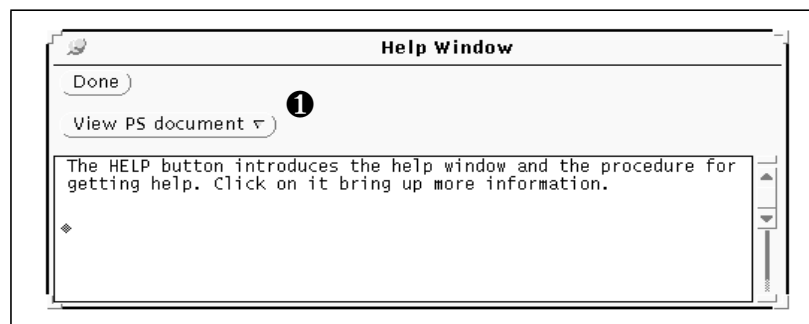 Help Window
Done
❶
View PS document
The HELP button introduces the help window and the procedure for
getting help. Click on it bring up more information.